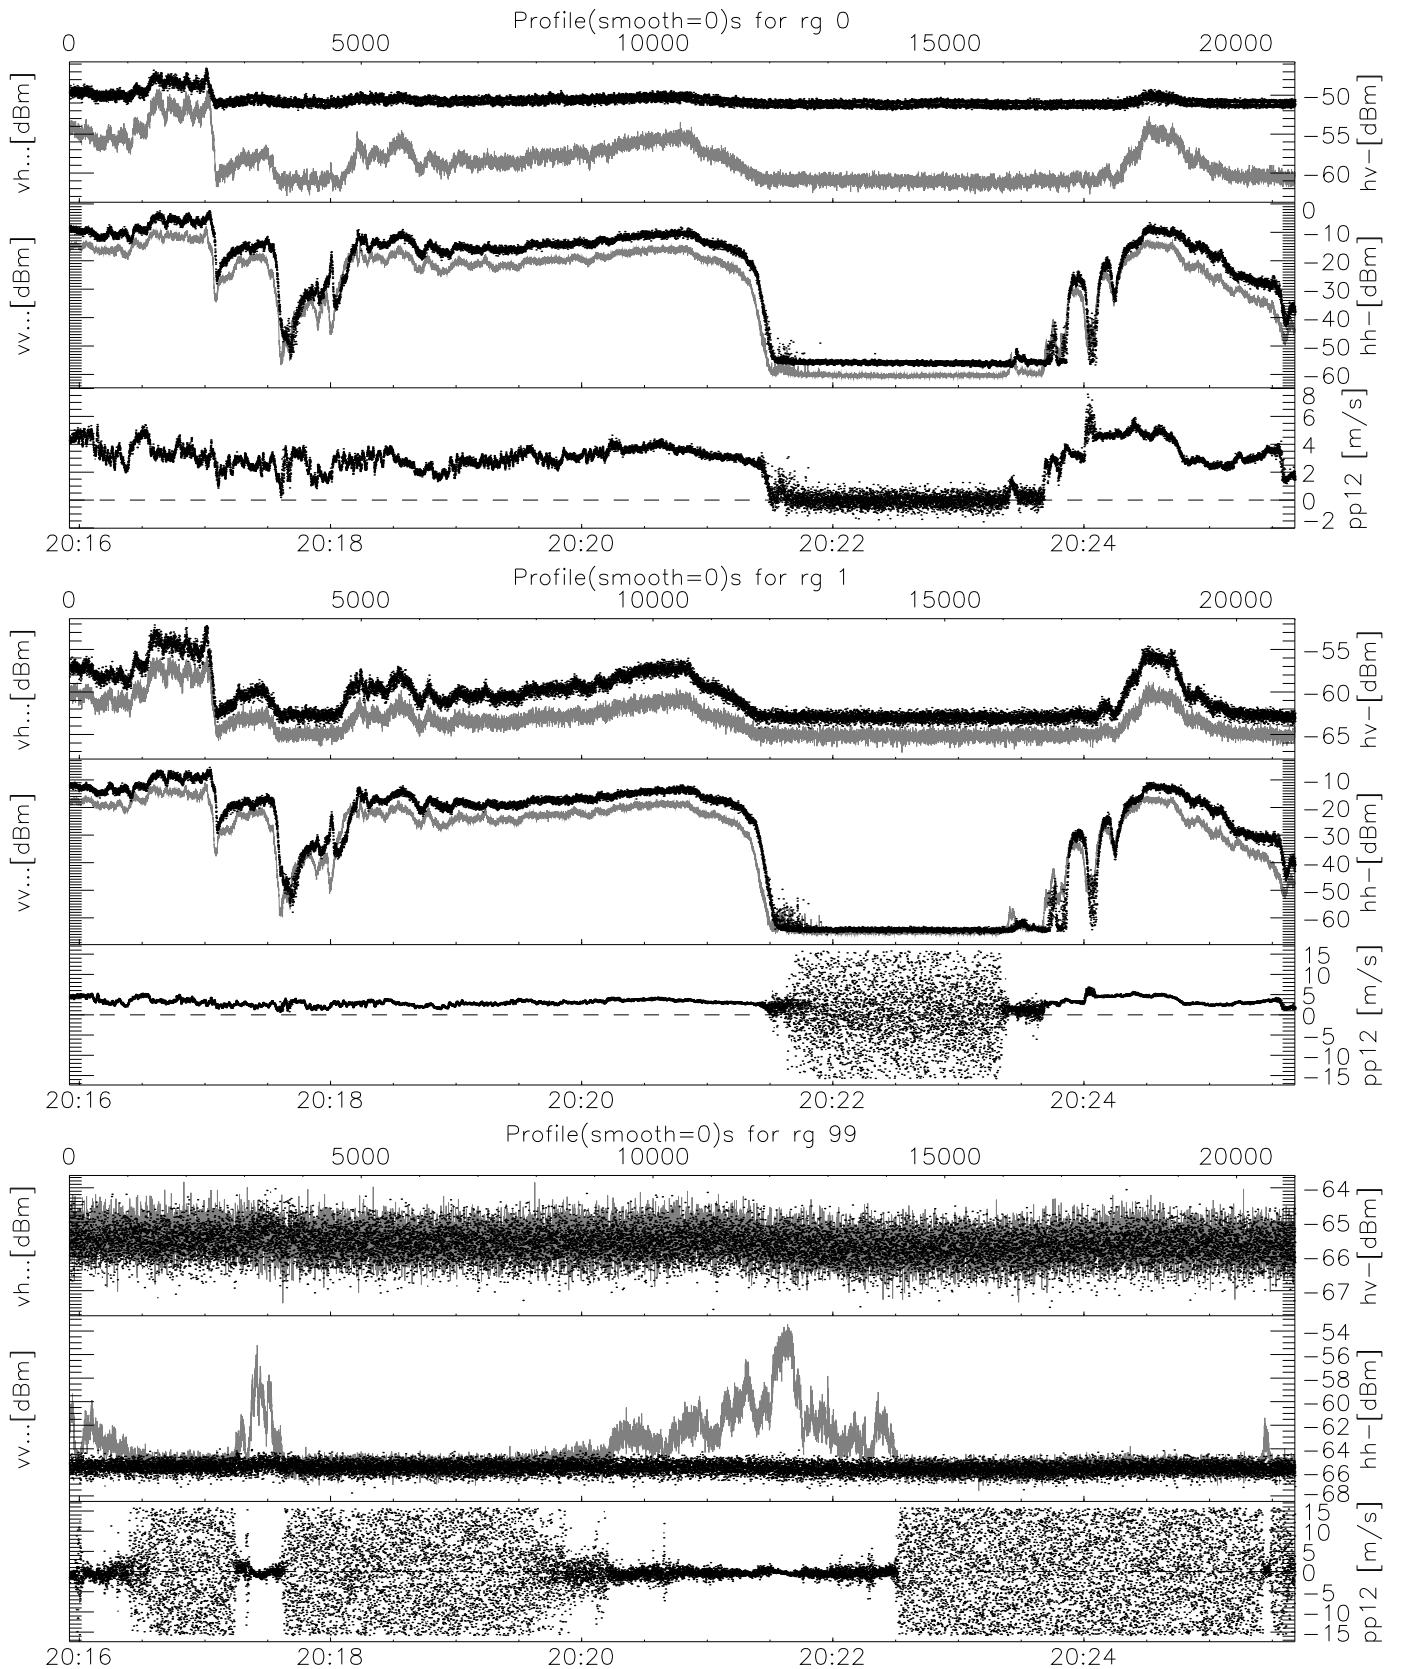 Profile(smooth=0)s for rg 0
0 5000 10000 15000 20000
vh...[dBm]
-50 -55 -60
hv-[dBm]
vv...[dBm]
0 -10 -20 -30 -40 -50 -60
hh-[dBm]
8 6 4 2 0 -2
pp12 [m/s]
20:16 20:18 20:20 20:22 20:24
Profile(smooth=0)s for rg 1
0 5000 10000 15000 20000
vh...[dBm]
-55 -60 -65
hv-[dBm]
vv...[dBm]
-10 -20 -30 -40 -50 -60
hh-[dBm]
15 10 5 0 -5 -10 -15
pp12 [m/s]
20:16 20:18 20:20 20:22 20:24
Profile(smooth=0)s for rg 99
0 5000 10000 15000 20000
vh...[dBm]
-64 -65 -66 -67
hv-[dBm]
vv...[dBm]
-54 -56 -58 -60 -62 -64 -66 -68
hh-[dBm]
15 10 5 0 -5 -10 -15
pp12 [m/s]
20:16 20:18 20:20 20:22 20:24